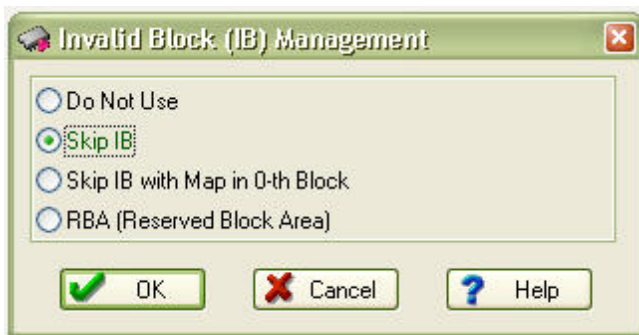 Invalid Block (IB) Management
Do Not Use
Skip IB
Skip IB with Map in 0-th Block
RBA (Reserved Block Area)
OK Cancel Help